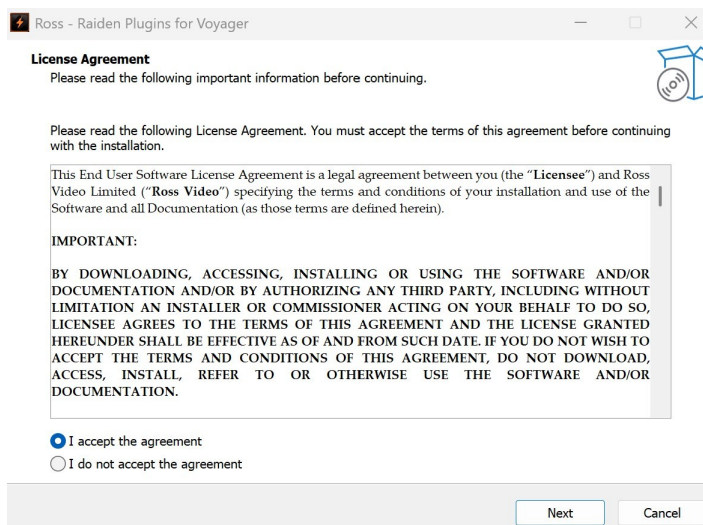 Ross - Raiden Plugins for Voyager
License Agreement
Please read the following important information before continuing.
Please read the following License Agreement. You must accept the terms of this agreement before continuing
with the installation.
This End User Software License Agreement is a legal agreement between you (the “Licensee”) and Ross
Video Limited (“Ross Video”) specifying the terms and conditions of your installation and use of the
Software and all Documentation (as those terms are defined herein).
IMPORTANT:
BY DOWNLOADING, ACCESSING, INSTALLING OR USING THE SOFTWARE AND/OR
DOCUMENTATION AND/OR BY AUTHORIZING ANY THIRD PARTY, INCLUDING WITHOUT
LIMITATION AN INSTALLER OR COMMISSIONER ACTING ON YOUR BEHALF TO DO SO,
LICENSEE AGREES TO THE TERMS OF THIS AGREEMENT AND THE LICENSE GRANTED
HEREUNDER SHALL BE EFFECTIVE AS OF AND FROM SUCH DATE. IF YOU DO NOT WISH TO
ACCEPT THE TERMS AND CONDITIONS OF THIS AGREEMENT, DO NOT DOWNLOAD,
ACCESS, INSTALL, REFER TO OR OTHERWISE USE THE SOFTWARE AND/OR
DOCUMENTATION.
I accept the agreement
I do not accept the agreement
Next Cancel